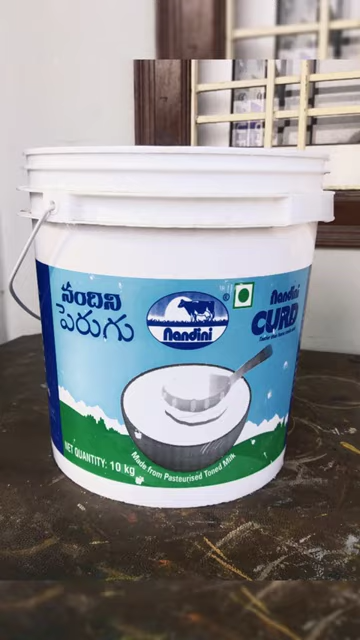 నందిని
పెరుగు
Nandini
®
Nandini
CURD
NET QUANTITY: 10 kg
Made from Pasteurised Toned Milk